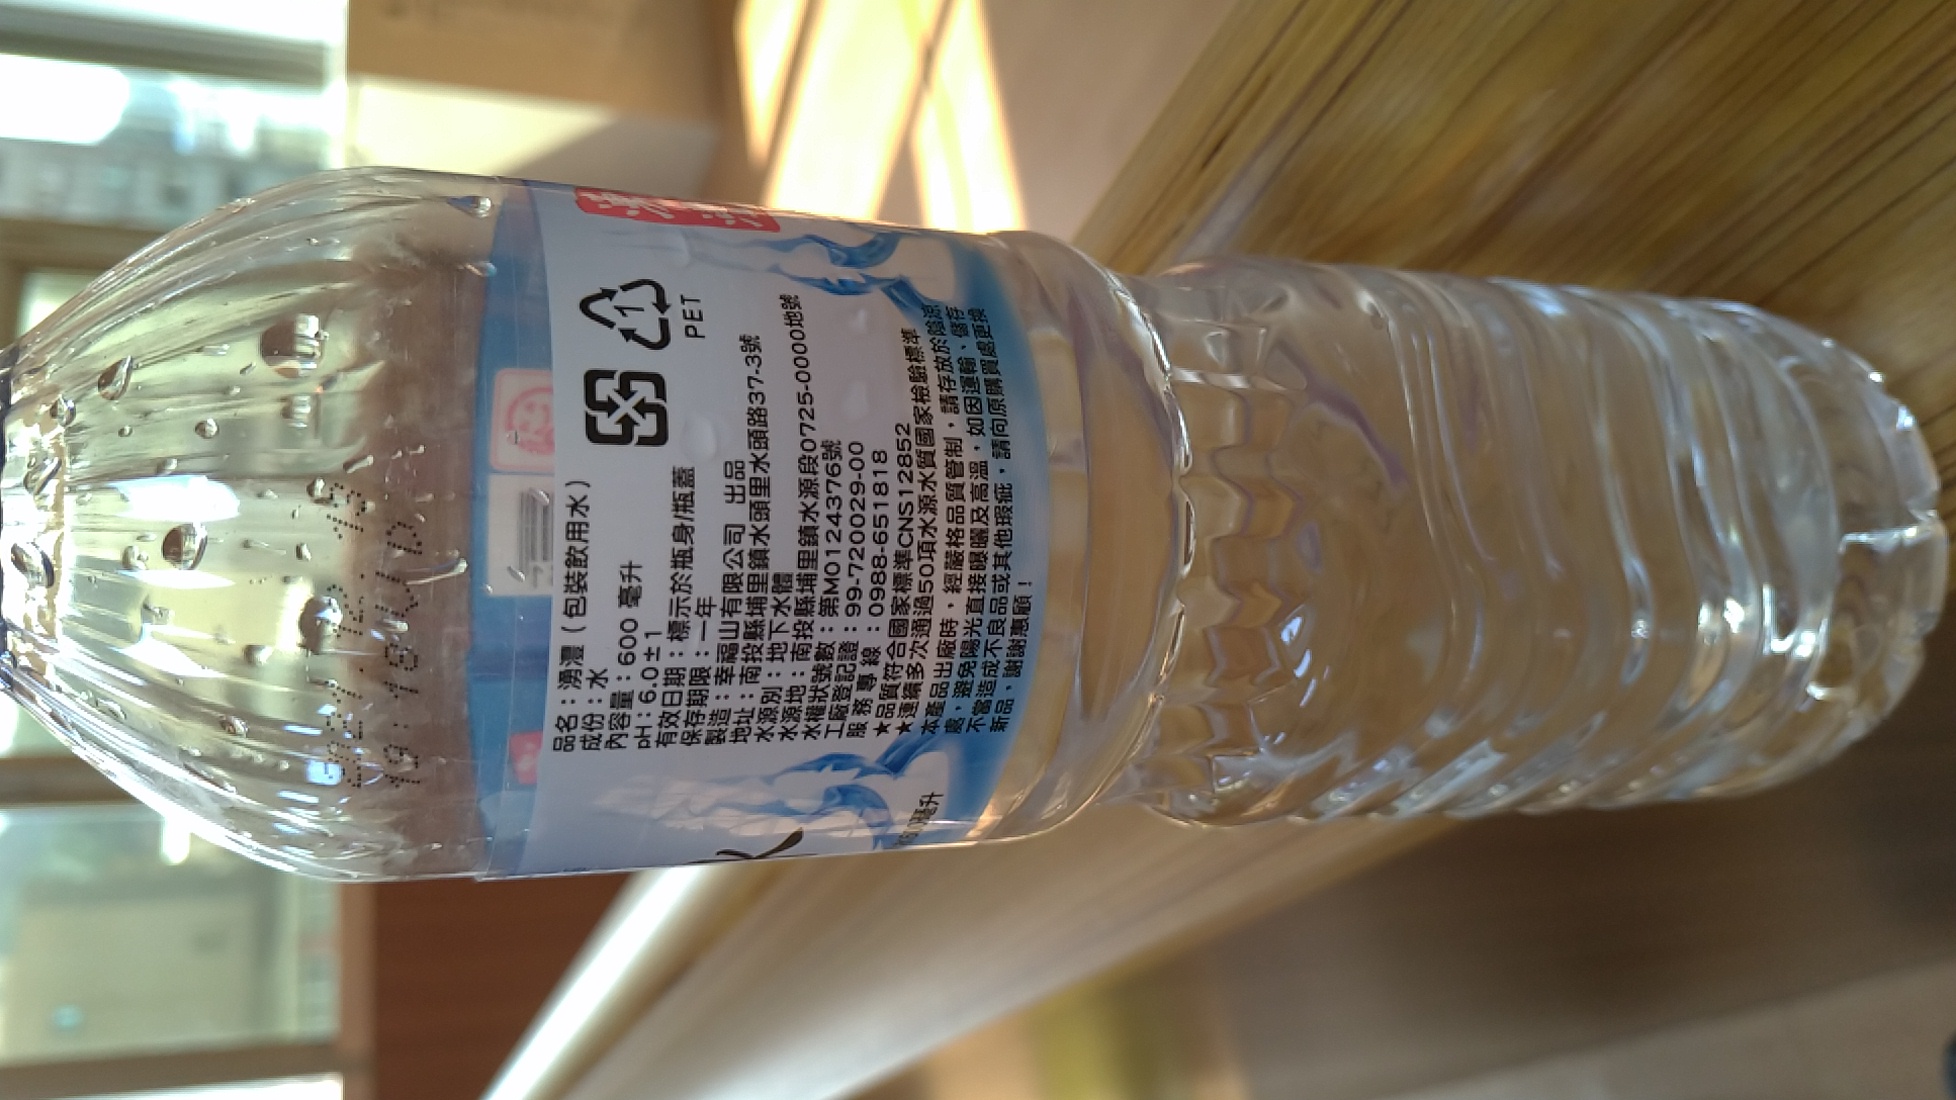 品名：湧澧（包裝飲用水）
成份：水
內容量：600 毫升
pH：6.0±1
有效日期：標示於瓶身/瓶蓋
保存期限：一年
製造：幸福山有限公司 出品
地址：南投縣埔里鎮水頭里水頭路37-3號
水源別：地下水體
水源地：南投縣埔里鎮水源段0725-0000地號
水權狀號數：第M0124376號
工廠登記證：99-720029-00
服務專線：0988-651818
★品質符合國家標準CNS12852
★連續多次通過50項水源水質國家檢驗標準
本產品出廠時，經嚴格品質管制，請存放於陰涼
處，避免陽光直接曝曬及高溫，如因運輸、儲存
不當造成不良品或其他瑕疵，請向原購買處更換
新品，謝謝惠顧！
1
PET
毫升